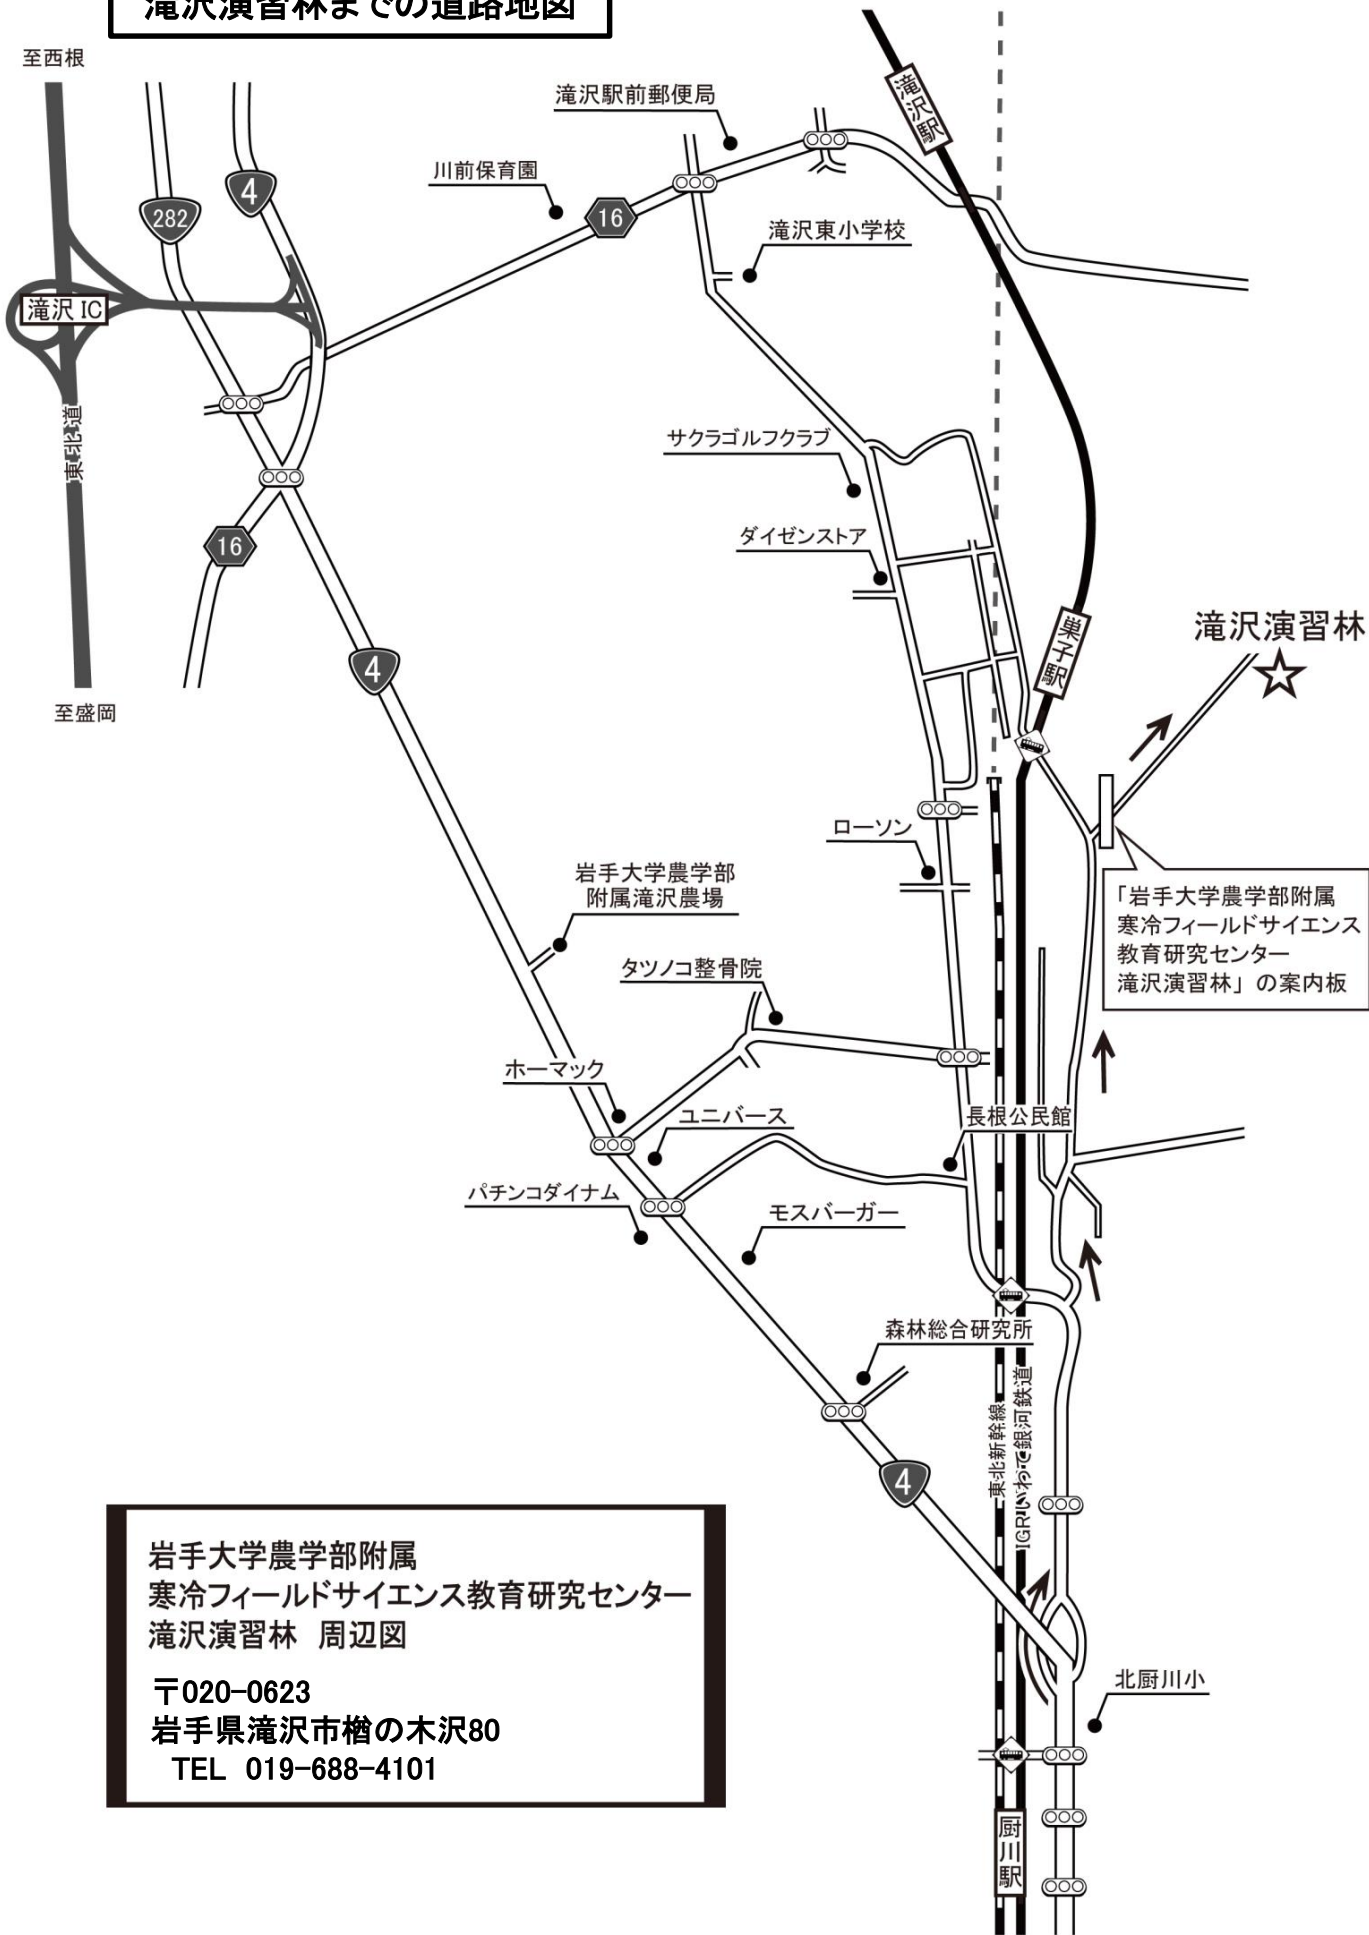 滝沢演習林までの道路地図
至西根
滝沢駅前郵便局
滝沢駅
川前保育園
4
282
16
滝沢東小学校
滝沢 IC
東北道
サクラゴルフクラブ
ダイゼンストア
16
4
巣子駅
滝沢演習林
至盛岡
ローソン
岩手大学農学部
附属滝沢農場
「岩手大学農学部附属
寒冷フィールドサイエンス
教育研究センター
滝沢演習林」の案内板
タツノコ整骨院
ホーマック
ユニバース
長根公民館
パチンコダイナム
モスバーガー
森林総合研究所
東北新幹線
IGRいわて銀河鉄道
4
岩手大学農学部附属
寒冷フィールドサイエンス教育研究センター
滝沢演習林 周辺図
〒020-0623
岩手県滝沢市楢の木沢80
TEL 019-688-4101
北厨川小
厨川駅